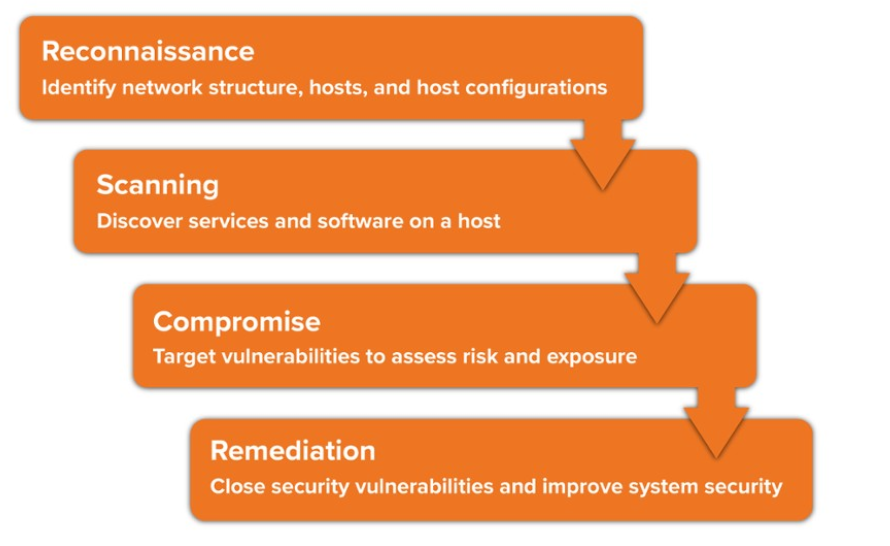 Reconnaissance
Identify network structure, hosts, and host configurations
Scanning
Discover services and software on a host
Compromise
Target vulnerabilities to assess risk and exposure
Remediation
Close security vulnerabilities and improve system security